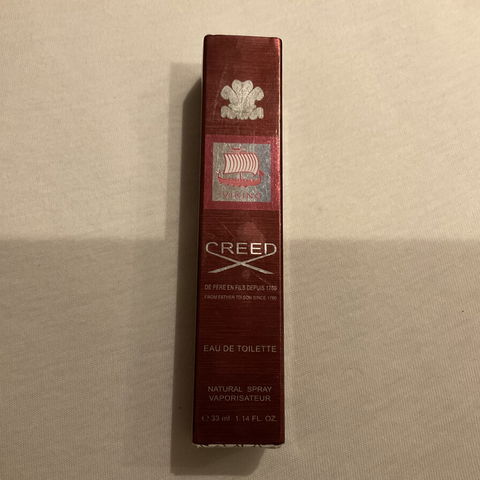 VIKING
CREED
DE PÈRE EN FILS DEPUIS 1760
FROM FATHER TO SON SINCE 1760
EAU DE TOILETTE
NATURAL SPRAY
VAPORISATEUR
℮ 33 ml 1.14 FL. OZ.